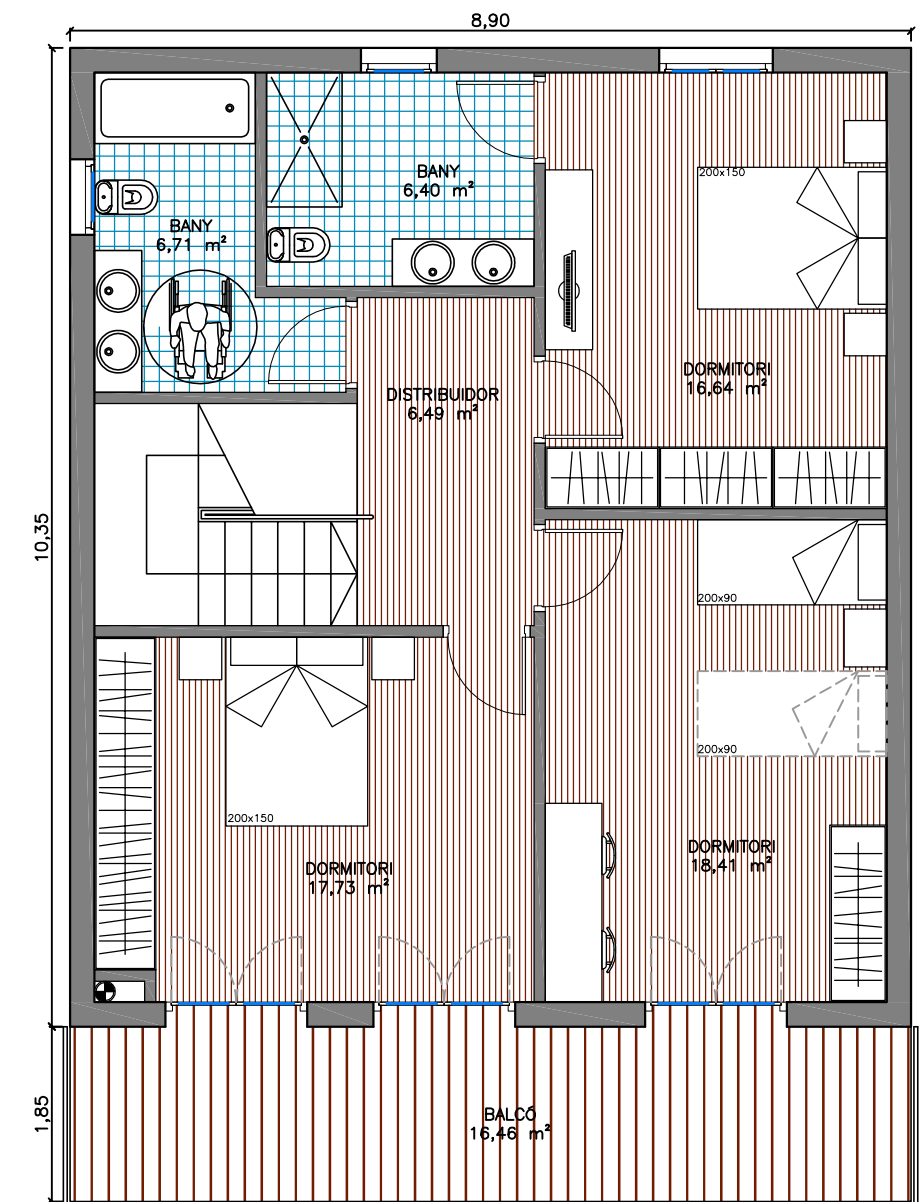 8,90
200x150
BANY
6,40 m²
BANY
6,71 m²
DORMITORI
16,64 m²
DISTRIBUIDOR
6,49 m²
10,35
200x90
200x90
200x150
DORMITORI
18,41 m²
DORMITORI
17,73 m²
1,85
BALCÓ
16,46 m²